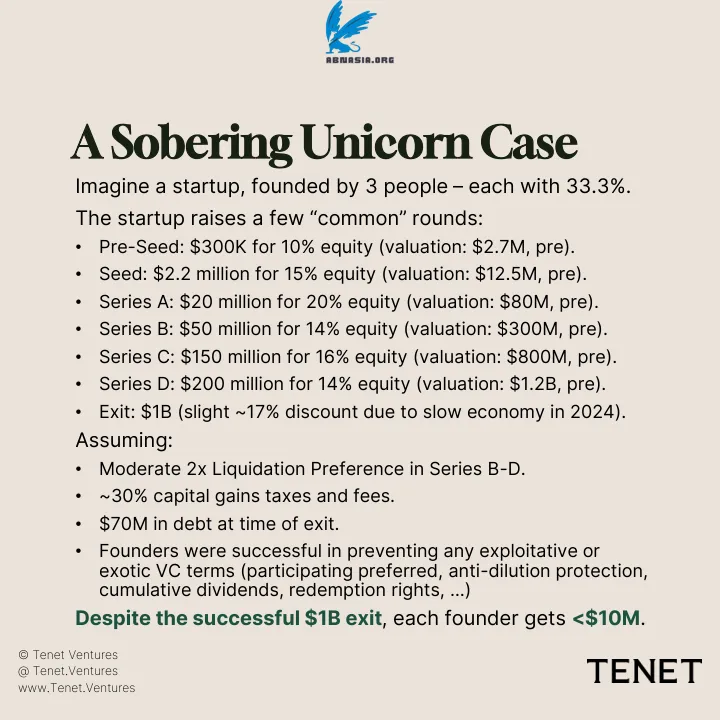 ABNASIA.ORG
A Sobering Unicorn Case
Imagine a startup, founded by 3 people – each with 33.3%.
The startup raises a few “common” rounds:
• Pre-Seed: $300K for 10% equity (valuation: $2.7M, pre).
• Seed: $2.2 million for 15% equity (valuation: $12.5M, pre).
• Series A: $20 million for 20% equity (valuation: $80M, pre).
• Series B: $50 million for 14% equity (valuation: $300M, pre).
• Series C: $150 million for 16% equity (valuation: $800M, pre).
• Series D: $200 million for 14% equity (valuation: $1.2B, pre).
• Exit: $1B (slight ~17% discount due to slow economy in 2024).
Assuming:
• Moderate 2x Liquidation Preference in Series B-D.
• ~30% capital gains taxes and fees.
• $70M in debt at time of exit.
• Founders were successful in preventing any exploitative or
exotic VC terms (participating preferred, anti-dilution protection,
cumulative dividends, redemption rights, ...)
Despite the successful $1B exit, each founder gets <$10M.
© Tenet Ventures
@ Tenet.Ventures
www.Tenet.Ventures
TENET